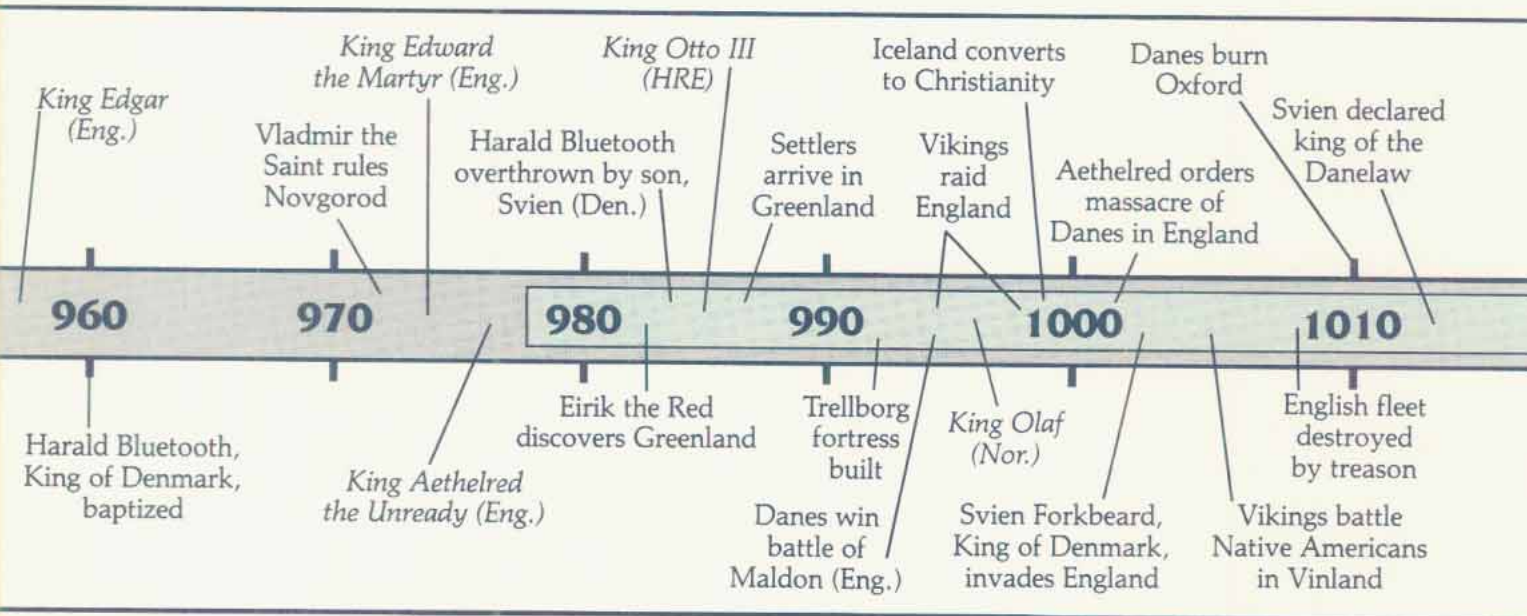 King Edgar
(Eng.)
Vladmir the
Saint rules
Novgorod
King Edward
the Martyr (Eng.)
Harald Bluetooth
overthrown by son,
Svien (Den.)
King Otto III
(HRE)
Settlers
arrive in
Greenland
Iceland converts
to Christianity
Vikings
raid
England
Aethelred orders
massacre of
Danes in England
Danes burn
Oxford
Svien declared
king of the
Danelaw
960 970 980 990 1000 1010
Harald Bluetooth,
King of Denmark,
baptized
King Aethelred
the Unready (Eng.)
Eirik the Red
discovers Greenland
Trellborg
fortress
built
Danes win
battle of
Maldon (Eng.)
King Olaf
(Nor.)
Svien Forkbeard,
King of Denmark,
invades England
Vikings battle
Native Americans
in Vinland
English fleet
destroyed
by treason